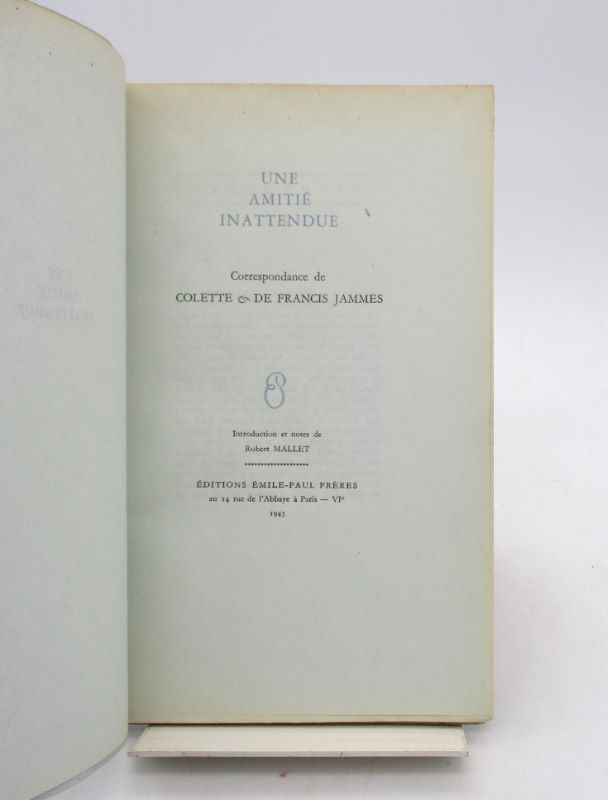 UNE
AMITIÉ
INATTENDUE
Correspondance de
COLETTE & DE FRANCIS JAMMES
Introduction et notes de
Robert MALLET
ÉDITIONS ÉMILE-PAUL FRÈRES
au 14 rue de l'Abbaye à Paris — VIe
1945